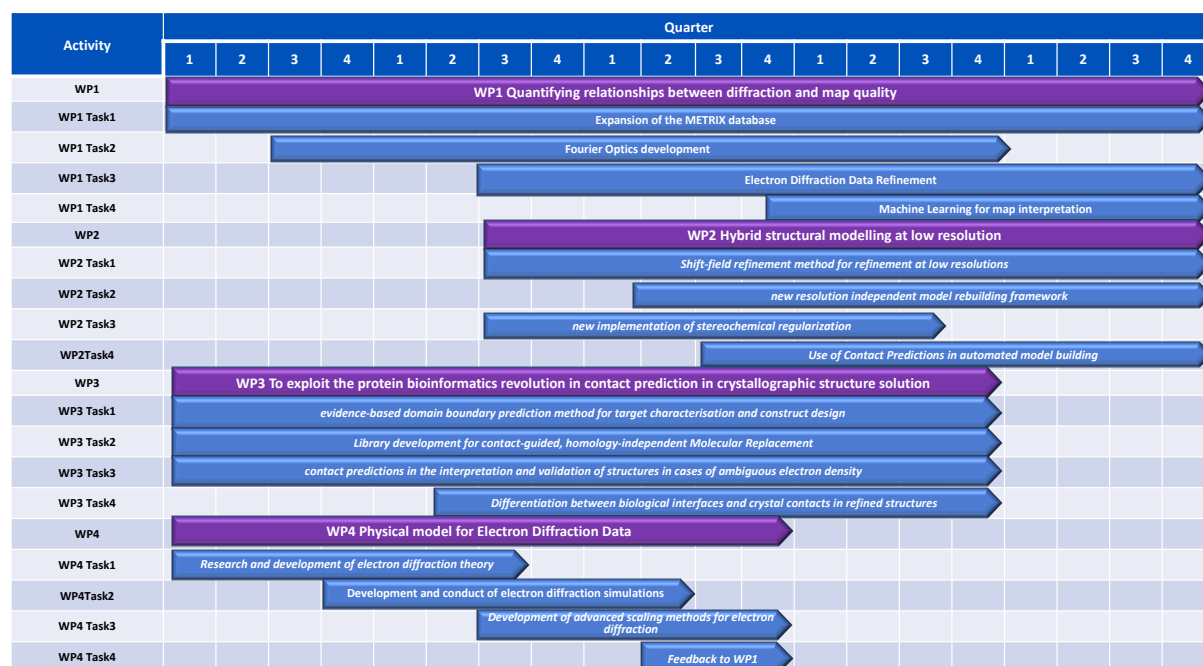 Activity
Quarter
1 2 3 4 1 2 3 4 1 2 3 4 1 2 3 4 1 2 3 4
WP1
WP1 Quantifying relationships between diffraction and map quality
WP1 Task1
Expansion of the METRIX database
WP1 Task2
Fourier Optics development
WP1 Task3
Electron Diffraction Data Refinement
WP1 Task4
Machine Learning for map interpretation
WP2
WP2 Hybrid structural modelling at low resolution
WP2 Task1
Shift-field refinement method for refinement at low resolutions
WP2 Task2
new resolution independent model rebuilding framework
WP2 Task3
new implementation of stereochemical regularization
WP2Task4
Use of Contact Predictions in automated model building
WP3
WP3 To exploit the protein bioinformatics revolution in contact prediction in crystallographic structure solution
WP3 Task1
evidence-based domain boundary prediction method for target characterisation and construct design
WP3 Task2
Library development for contact-guided, homology-independent Molecular Replacement
WP3 Task3
contact predictions in the interpretation and validation of structures in cases of ambiguous electron density
WP3 Task4
Differentiation between biological interfaces and crystal contacts in refined structures
WP4
WP4 Physical model for Electron Diffraction Data
WP4 Task1
Research and development of electron diffraction theory
WP4Task2
Development and conduct of electron diffraction simulations
WP4 Task3
Development of advanced scaling methods for electron
diffraction
WP4 Task4
Feedback to WP1